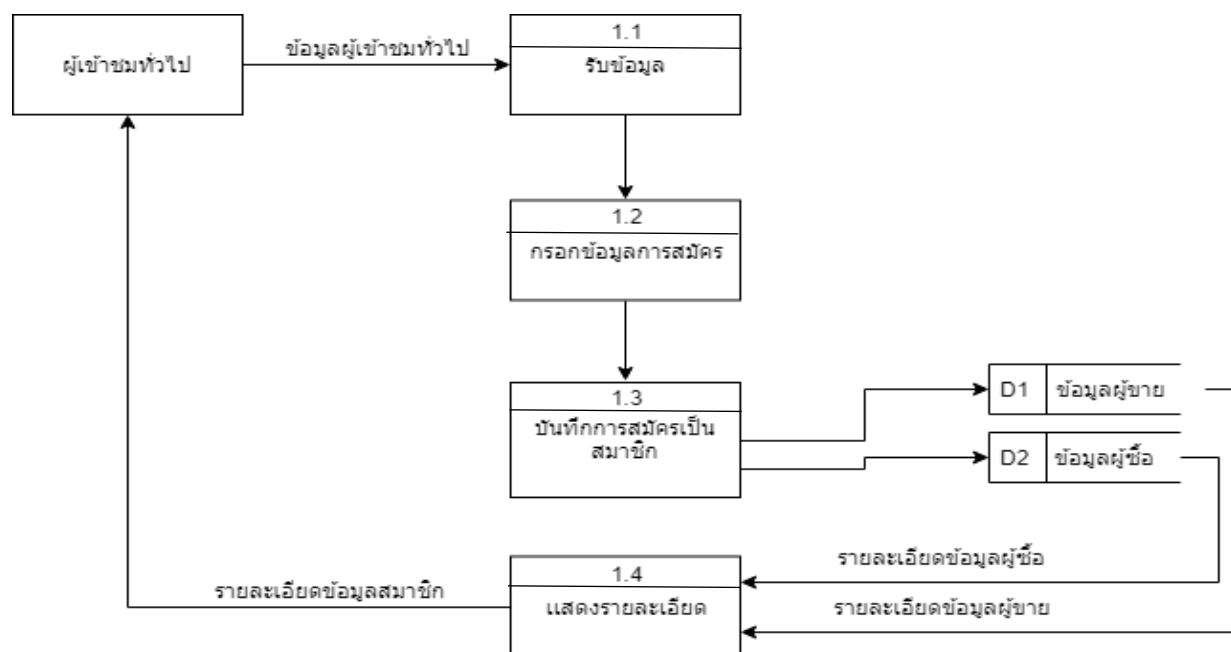 ผู้เข้าชมทั่วไป
ข้อมูลผู้เข้าชมทั่วไป
1.1
รับข้อมูล
1.2
กรอกข้อมูลการสมัคร
1.3
บันทึกการสมัครเป็น
สมาชิก
D1
ข้อมูลผู้ขาย
D2
ข้อมูลผู้ซื้อ
รายละเอียดข้อมูลผู้ซื้อ
1.4
แสดงรายละเอียด
รายละเอียดข้อมูลสมาชิก
รายละเอียดข้อมูลผู้ขาย